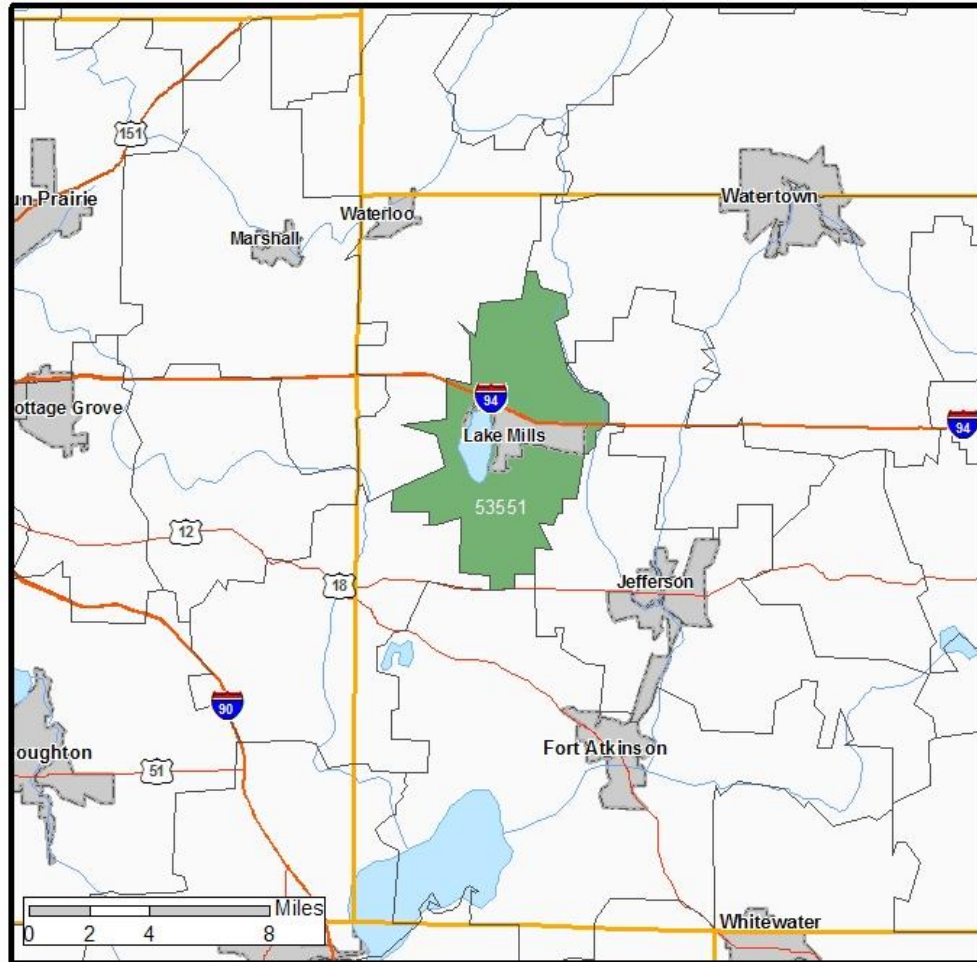 151
un Prairie
Watertown
Waterloo
Marshall
94
ottage Grove
Lake Mills
94
53551
12
18
Jefferson
90
oughton
51
Fort Atkinson
Miles
0 2 4 8
Whitewater